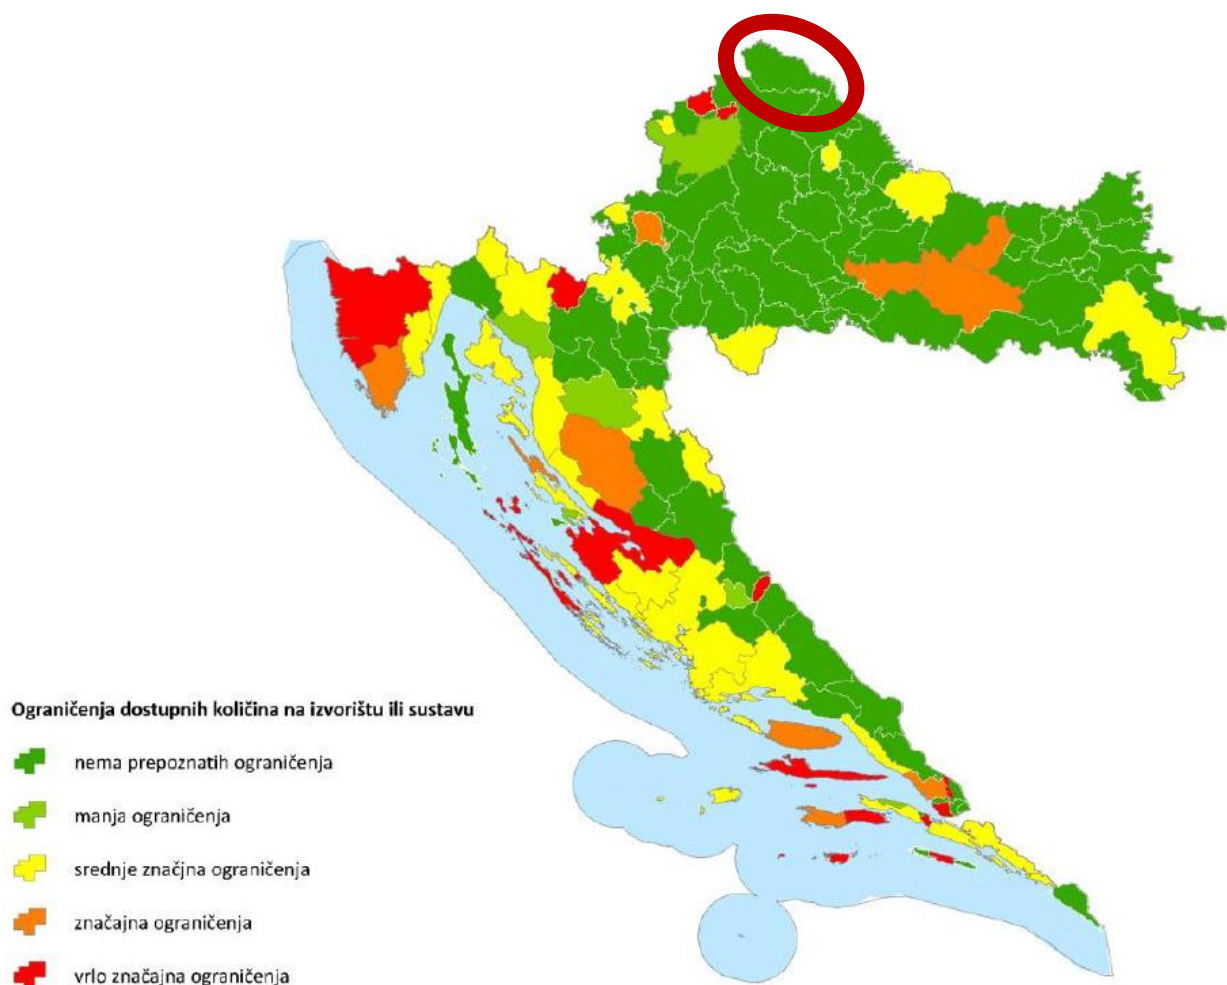 Ograničenja dostupnih količina na izvorištu ili sustavu
nema prepoznatih ograničenja
manja ograničenja
srednje značjna ograničenja
značajna ograničenja
vrlo značajna ograničenja